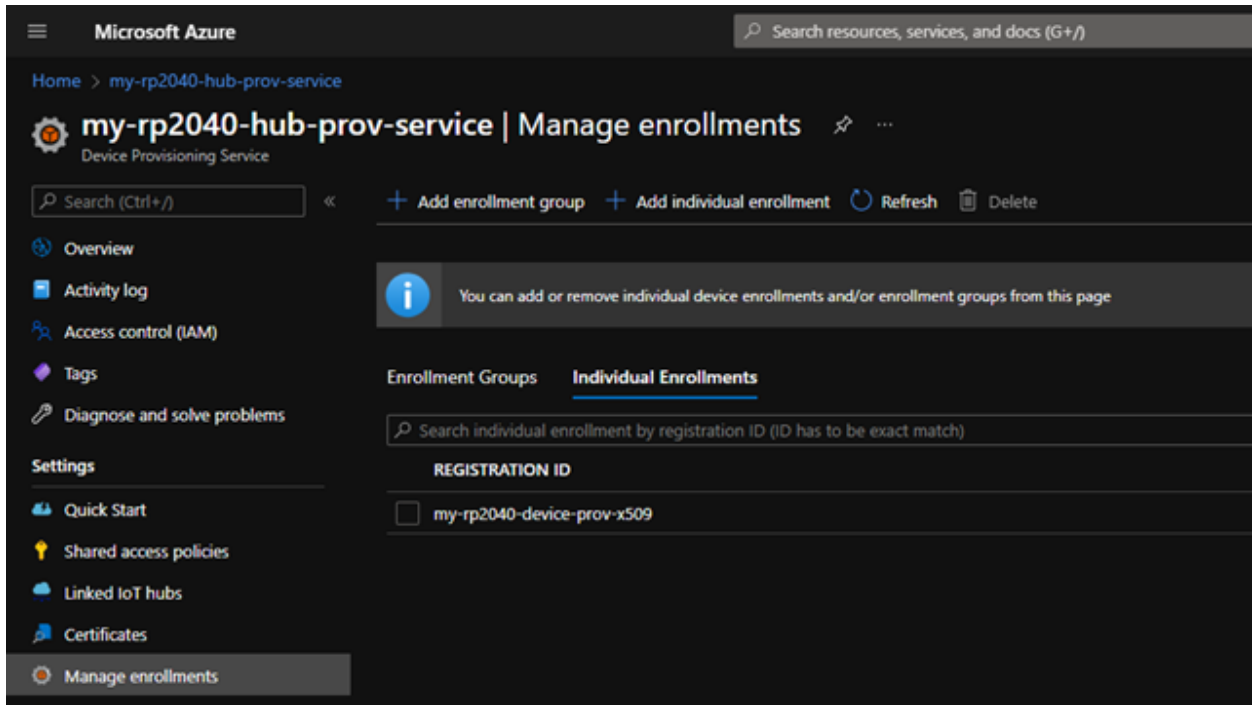 Microsoft Azure
Search resources, services, and docs (G+/)
Home > my-rp2040-hub-prov-service
my-rp2040-hub-prov-service | Manage enrollments
Device Provisioning Service
Search (Ctrl+/)
Add enrollment group
Add individual enrollment
Refresh
Delete
Overview
Activity log
Access control (IAM)
Tags
Diagnose and solve problems
Settings
Quick Start
Shared access policies
Linked IoT hubs
Certificates
Manage enrollments
You can add or remove individual device enrollments and/or enrollment groups from this page
Enrollment Groups
Individual Enrollments
Search individual enrollment by registration ID (ID has to be exact match)
REGISTRATION ID
my-rp2040-device-prov-x509